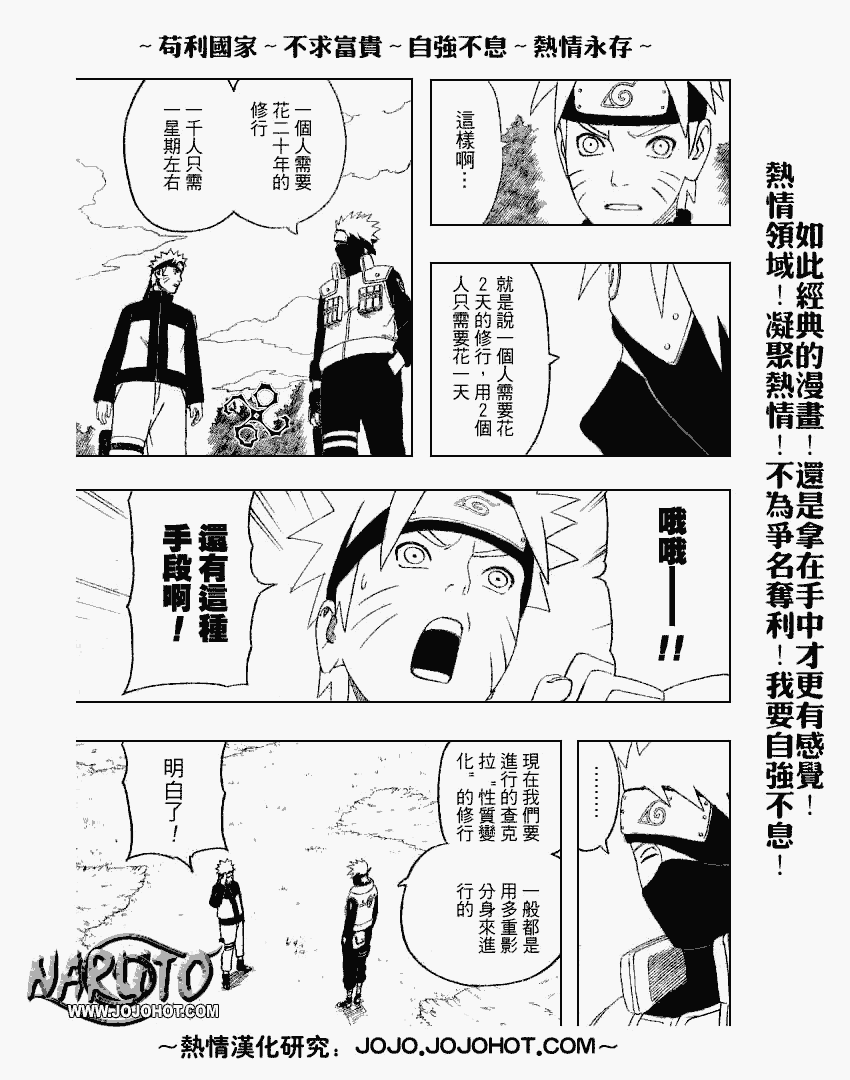 ~苟利國家~不求富貴~自強不息~熱情永存~
這樣啊…
就是說一個人需要花
2天的修行，用2個
人只需要花一天
一個人需要
花二十年的
修行
一千人只需
一星期左右
哦哦——!!
還有這種
手段啊！
………
現在我們要
進行的查克
拉"性質變
化"的修行
一般都是
用多重影
分身來進
行的
明白了！
如此經典的漫畫！還是拿在手中才更有感覺！
熱情領域！凝聚熱情！不為爭名奪利！我要自強不息！
NARUTO
WWW.JOJOHOT.COM
~熱情漢化研究：JOJO.JOJOHOT.COM~